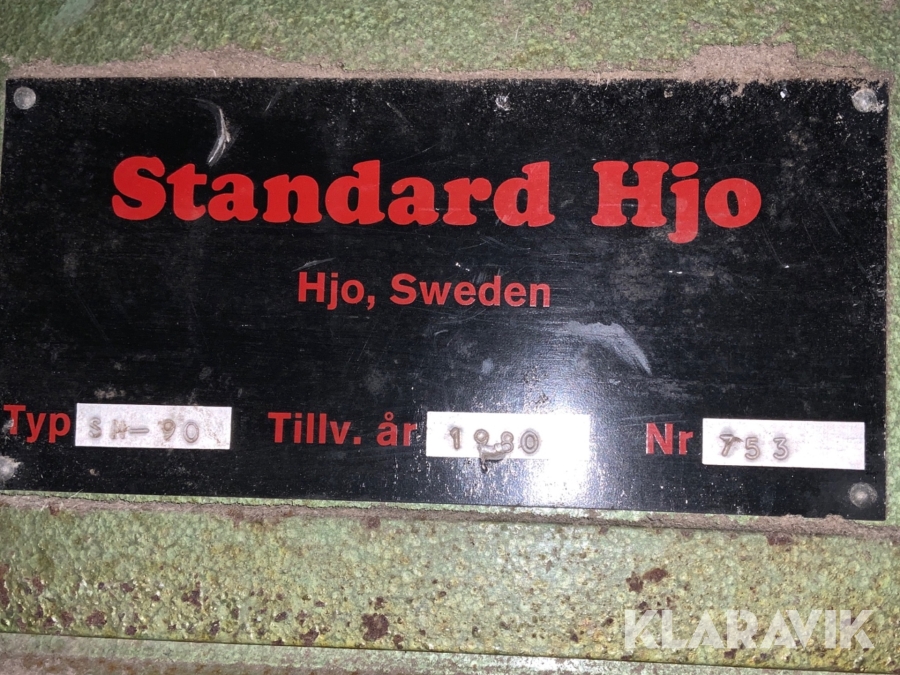 Standard Hjo
Hjo, Sweden
Typ SH-90 Tillv. år 1980 Nr 753
KLARAVIK